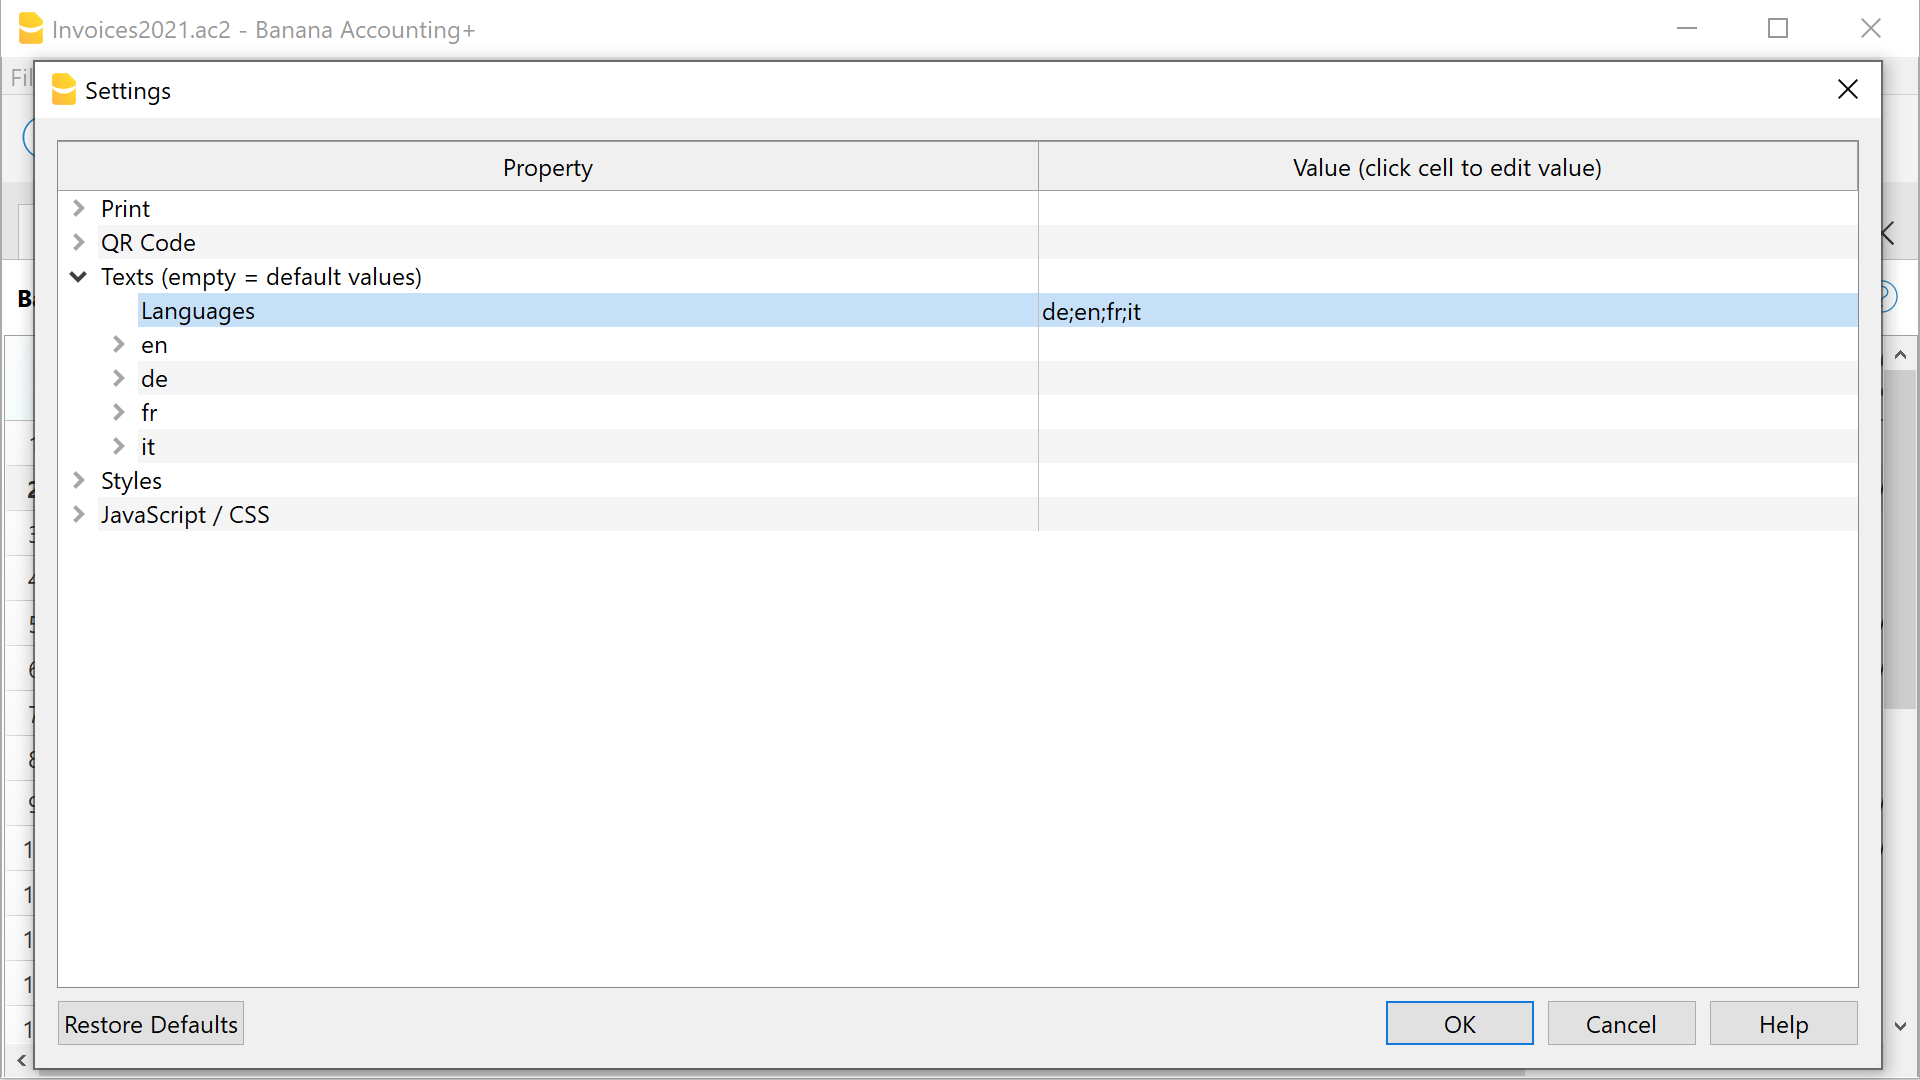 Invoices2021.ac2 - Banana Accounting+
Settings
Property
Value (click cell to edit value)
Print
QR Code
Texts (empty = default values)
Languages
de;en;fr;it
en
de
fr
it
Styles
JavaScript / CSS
Restore Defaults
OK
Cancel
Help